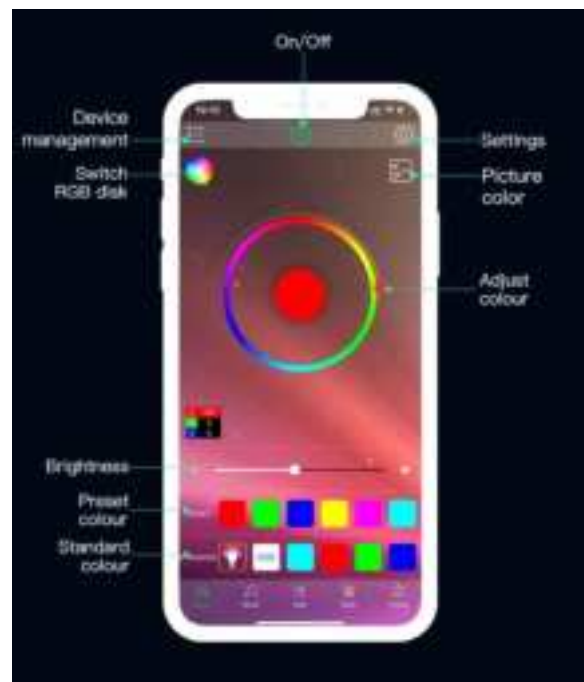 On/Off
Device
management
Settings
Switch
RGB disk
Picture
color
Adjust
colour
Brightness
Preset
colour
Standard
colour